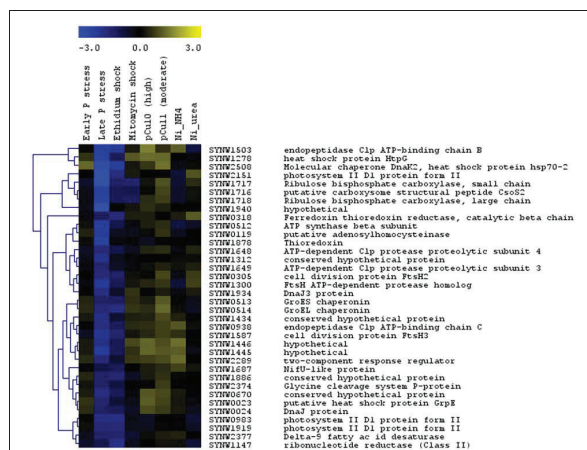 -3.0 0.0 3.0
Early P stress
Late P stress
Ethidium shock
Mitomycin shock
pCu10 (high)
pCu11 (moderate)
Ni_NH4
Ni_urea
SYNW1503 endopeptidase Clp ATP-binding chain B
SYNW1278 heat shock protein HtpG
SYNW2508 Molecular chaperone DnaK2, heat shock protein hsp70-2
SYNW2151 photosystem II D1 protein form II
SYNW1717 Ribulose bisphosphate carboxylase, small chain
SYNW1716 putative carboxysome structural peptide CsoS2
SYNW1718 Ribulose bisphosphate carboxylase, large chain
SYNW1940 hypothetical
SYNW0318 Ferredoxin thioredoxin reductase, catalytic beta chain
SYNW0512 ATP synthase beta subunit
SYNW0119 putative adenosylhomocysteinase
SYNW1878 Thioredoxin
SYNW1648 ATP-dependent Clp protease proteolytic subunit 4
SYNW1312 conserved hypothetical protein
SYNW1649 ATP-dependent Clp protease proteolytic subunit 3
SYNW0305 cell division protein FtsH2
SYNW1300 FtsH ATP-dependent protease homolog
SYNW1934 DnaJ3 protein
SYNW0513 GroES chaperonin
SYNW0514 GroEL chaperonin
SYNW1434 conserved hypothetical protein
SYNW0938 endopeptidase Clp ATP-binding chain C
SYNW1587 cell division protein FtsH3
SYNW1446 hypothetical
SYNW1445 hypothetical
SYNW2289 two-component response regulator
SYNW1687 NifU-like protein
SYNW1886 conserved hypothetical protein
SYNW2374 Glycine cleavage system P-protein
SYNW0670 conserved hypothetical protein
SYNW0023 putative heat shock protein GrpE
SYNW0024 DnaJ protein
SYNW0983 photosystem II D1 protein form II
SYNW1919 photosystem II D1 protein form II
SYNW2377 Delta-9 fatty ac id desaturase
SYNW1147 ribonucleotide reductase (Class II)